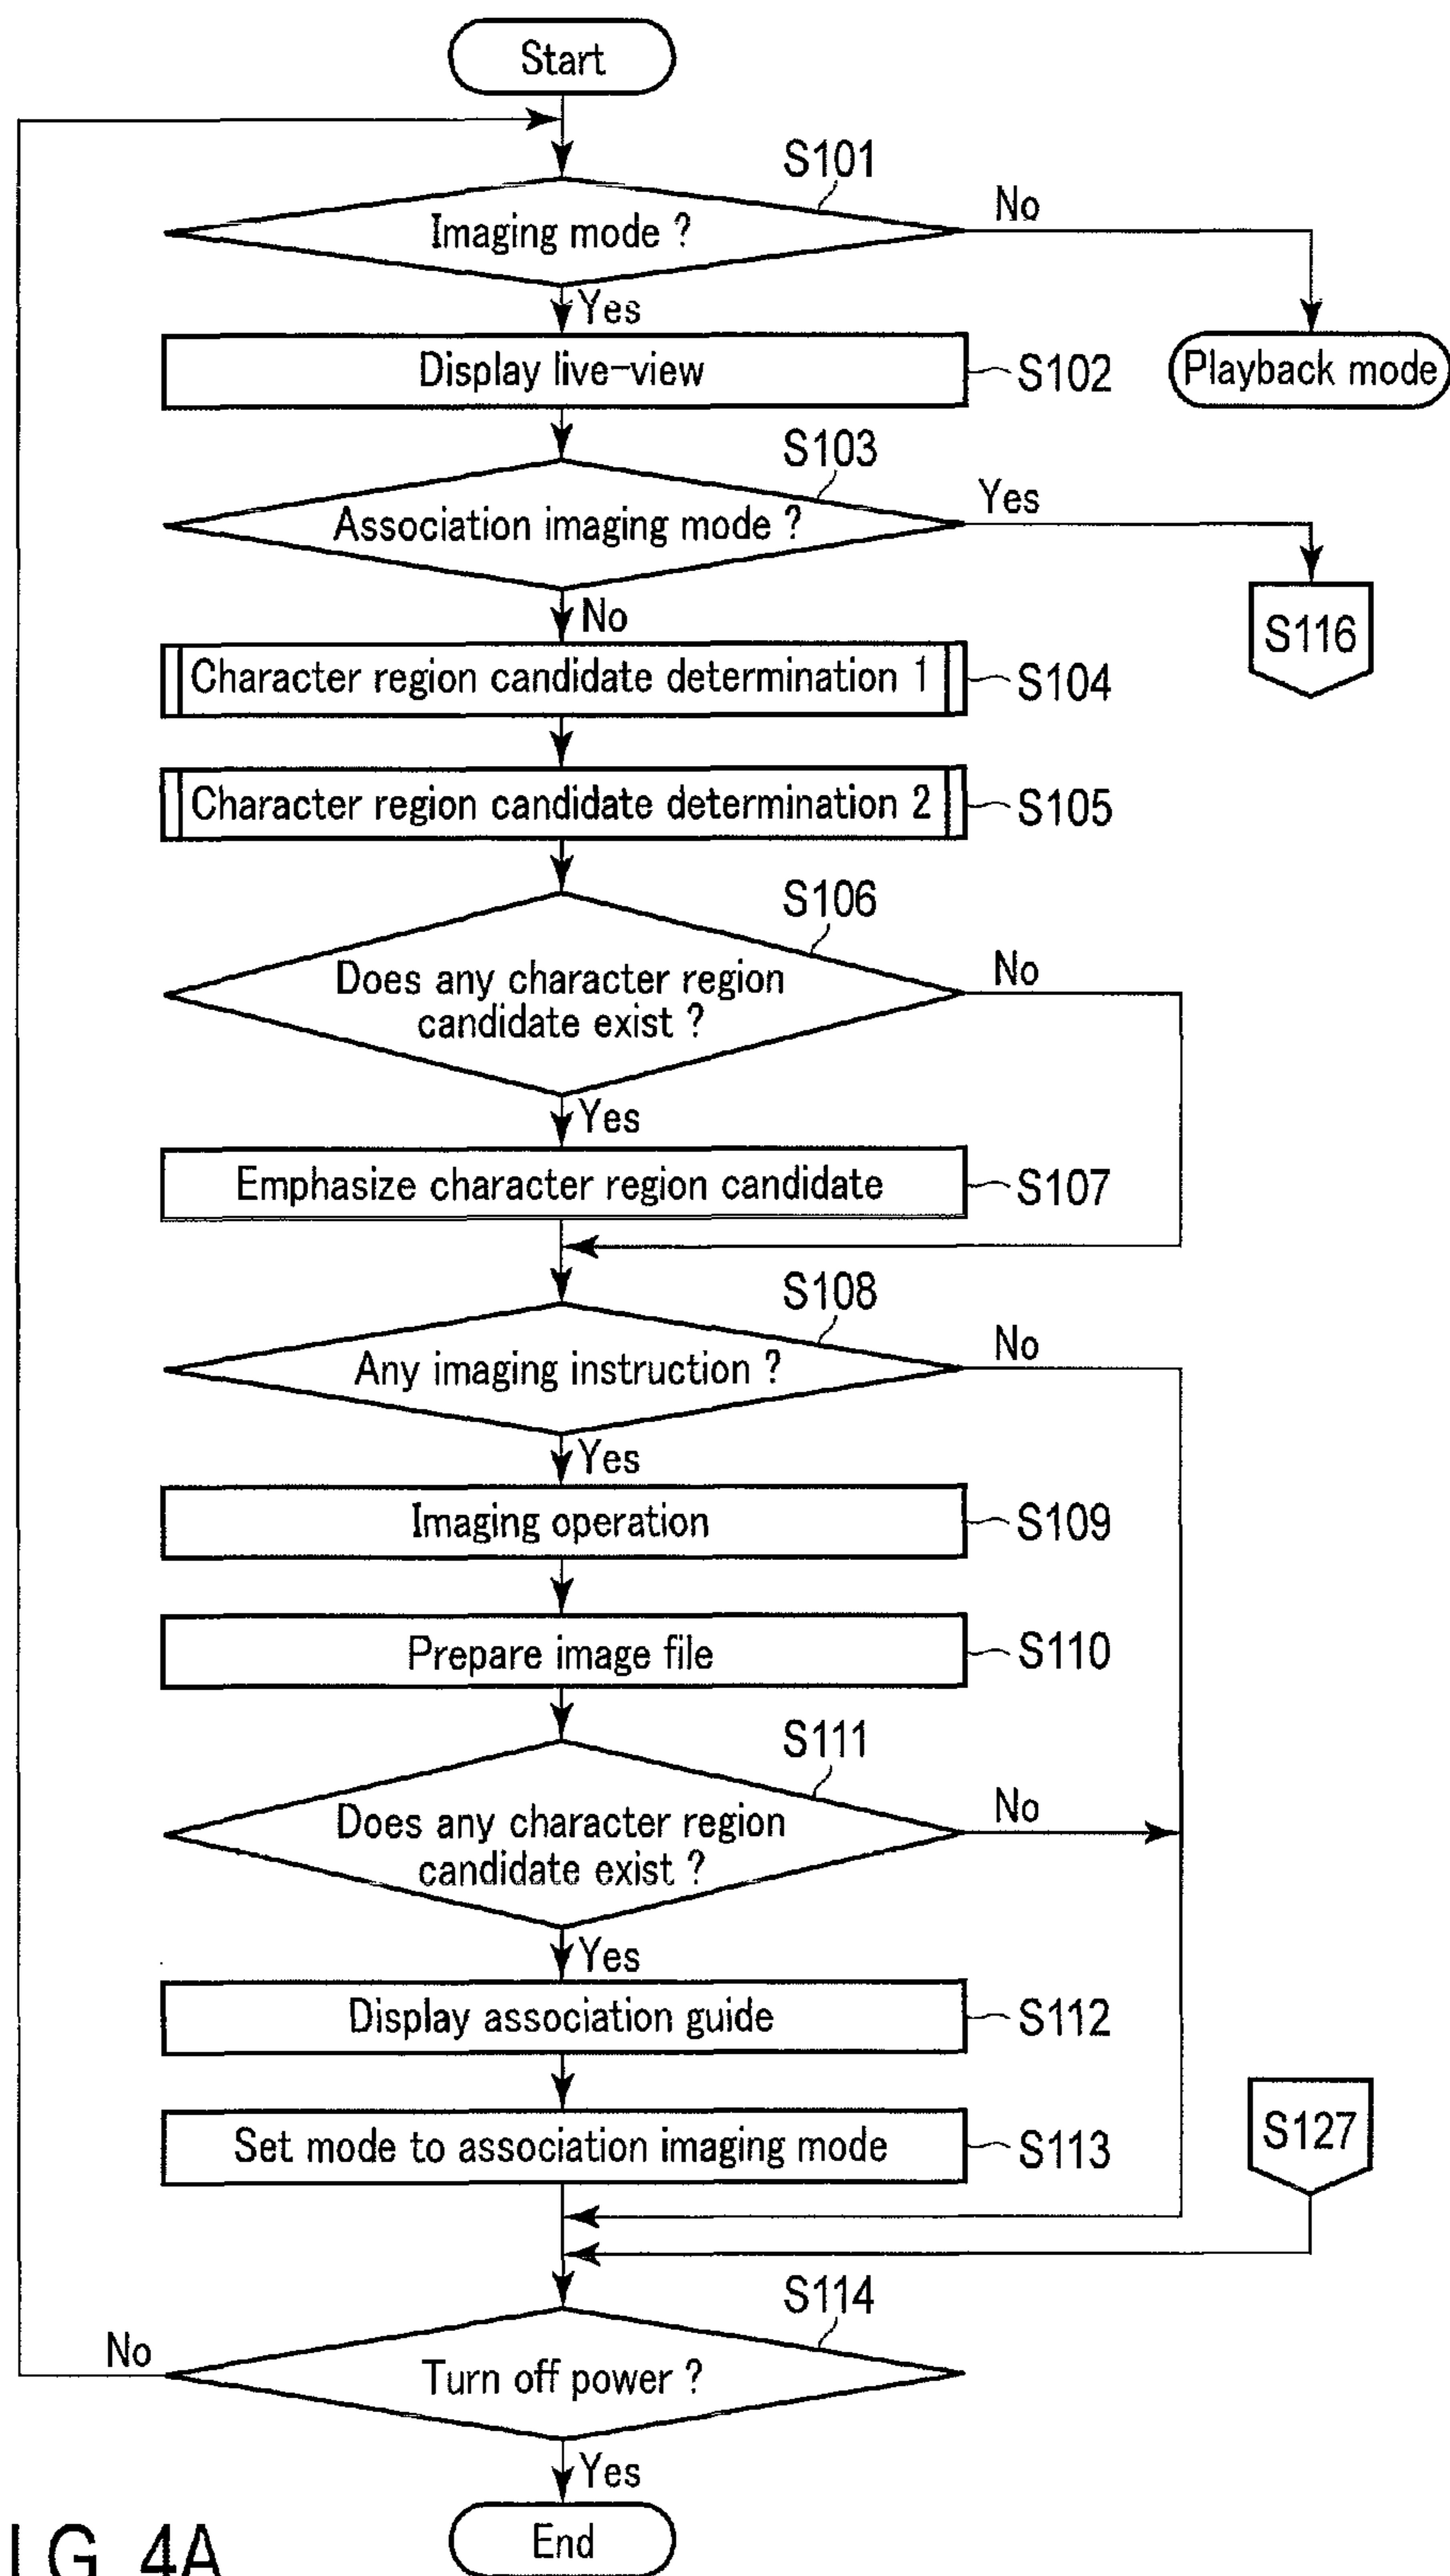 Start
S101
Imaging mode ?
No
Yes
Display live-view
S102
Playback mode
S103
Association imaging mode ?
Yes
No
S116
Character region candidate determination 1
S104
Character region candidate determination 2
S105
S106
Does any character region
candidate exist ?
No
Yes
Emphasize character region candidate
S107
S108
Any imaging instruction ?
No
Yes
Imaging operation
S109
Prepare image file
S110
S111
Does any character region
candidate exist ?
No
Yes
Display association guide
S112
Set mode to association imaging mode
S113
S127
S114
Turn off power ?
No
Yes
End
IG. 4A